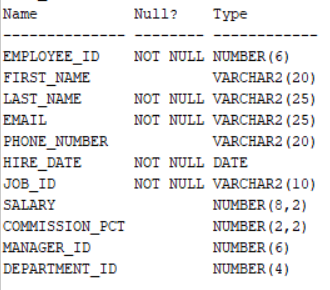 Name           Null?    Type
-------------- -------- ------------
EMPLOYEE_ID    NOT NULL NUMBER(6)
FIRST_NAME              VARCHAR2(20)
LAST_NAME      NOT NULL VARCHAR2(25)
EMAIL          NOT NULL VARCHAR2(25)
PHONE_NUMBER            VARCHAR2(20)
HIRE_DATE      NOT NULL DATE
JOB_ID         NOT NULL VARCHAR2(10)
SALARY                  NUMBER(8,2)
COMMISSION_PCT          NUMBER(2,2)
MANAGER_ID              NUMBER(6)
DEPARTMENT_ID           NUMBER(4)